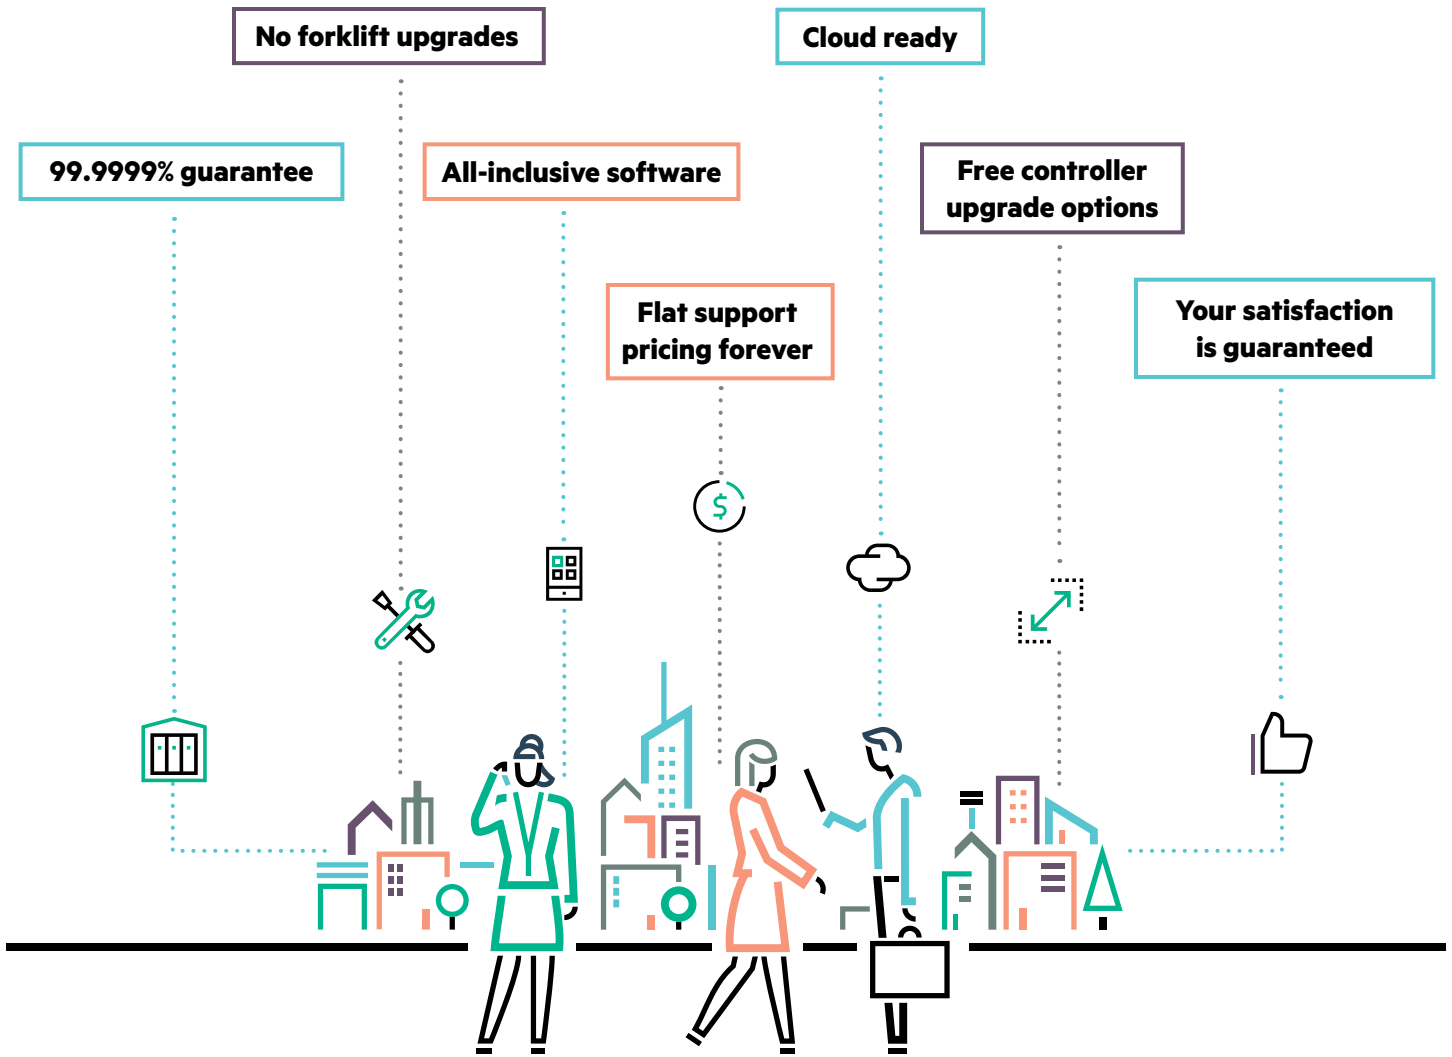 No forklift upgrades
Cloud ready
99.9999% guarantee
All-inclusive software
Free controller
upgrade options
Flat support
pricing forever
Your satisfaction
is guaranteed
$